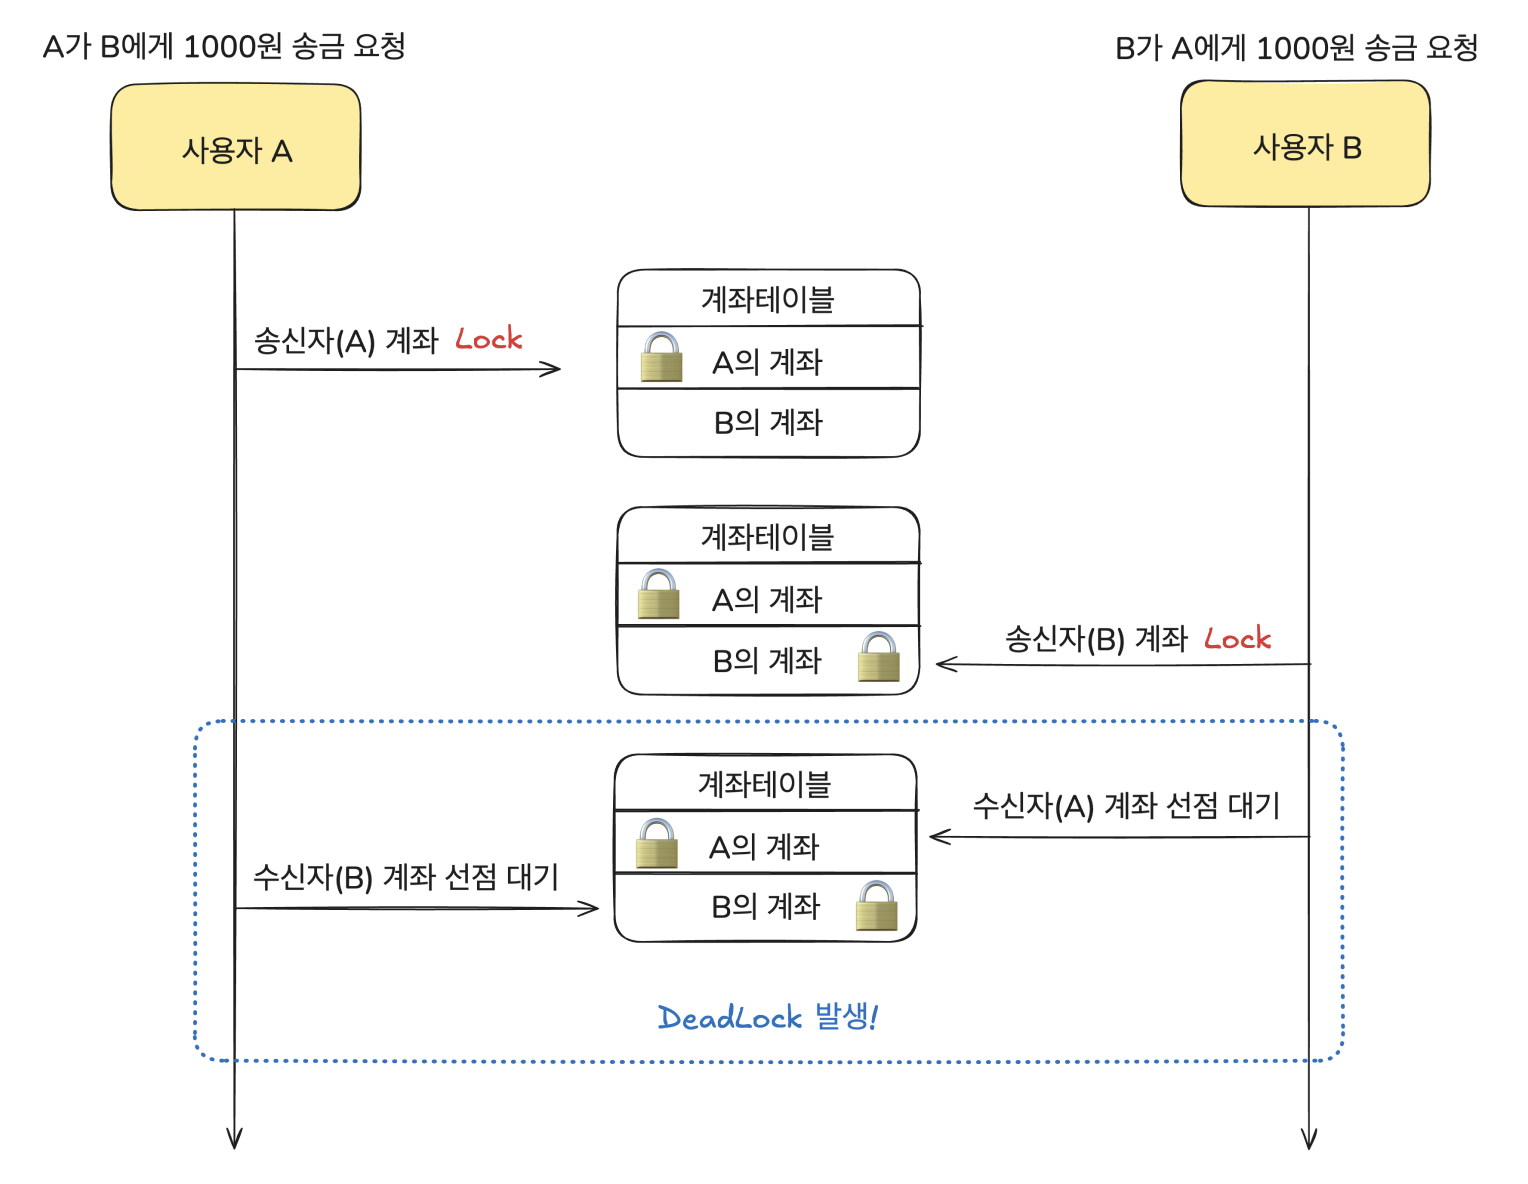 A가 B에게 1000원 송금 요청
B가 A에게 1000원 송금 요청
사용자 A
사용자 B
계좌테이블
송신자(A) 계좌 Lock
A의 계좌
B의 계좌
계좌테이블
A의 계좌
송신자(B) 계좌 Lock
B의 계좌
계좌테이블
수신자(A) 계좌 선점 대기
A의 계좌
수신자(B) 계좌 선점 대기
B의 계좌
DeadLock 발생!